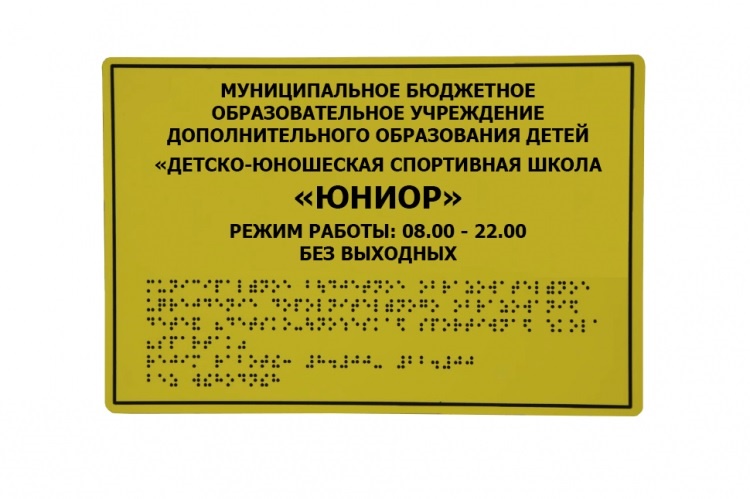 МУНИЦИПАЛЬНОЕ БЮДЖЕТНОЕ
ОБРАЗОВАТЕЛЬНОЕ УЧРЕЖДЕНИЕ
ДОПОЛНИТЕЛЬНОГО ОБРАЗОВАНИЯ ДЕТЕЙ
«ДЕТСКО-ЮНОШЕСКАЯ СПОРТИВНАЯ ШКОЛА
«ЮНИОР»
РЕЖИМ РАБОТЫ: 08.00 - 22.00
БЕЗ ВЫХОДНЫХ